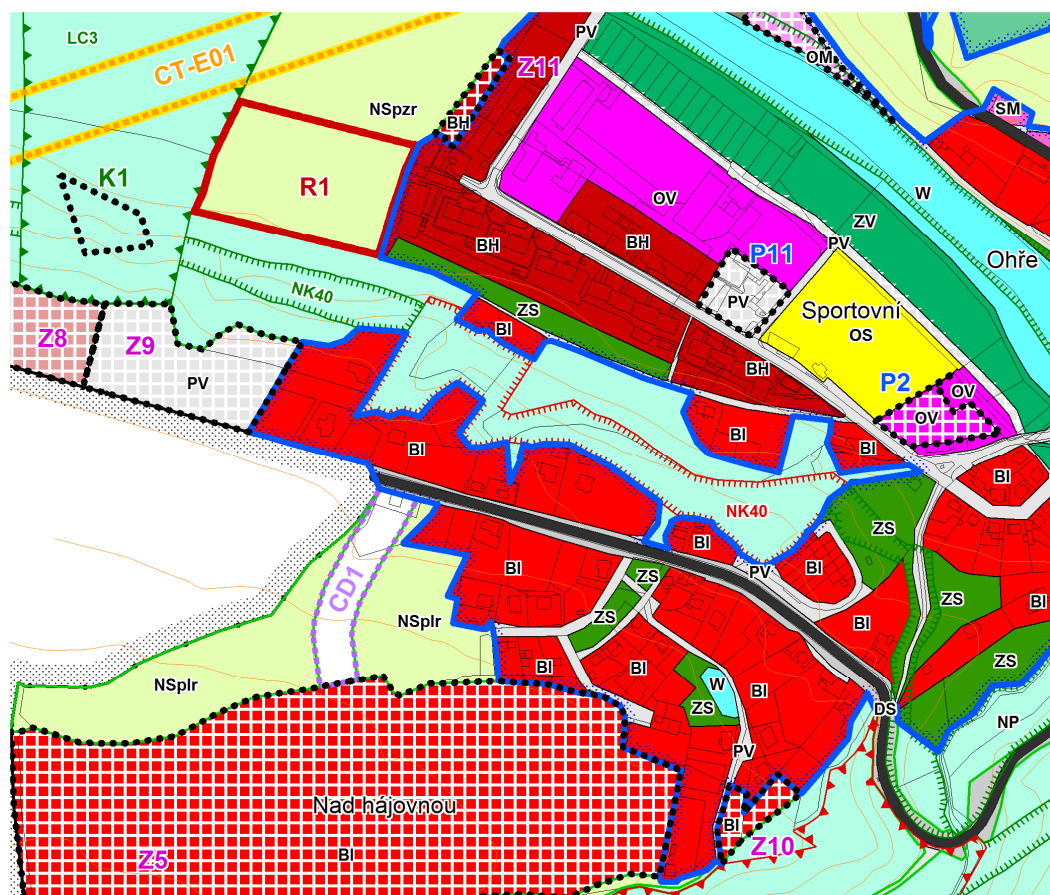 PV
LC3
OM
CT-E01
Z11
SM
NSpzr
BH
K1
R1
OV
W
ZV
BH
BH
P11
PV
Ohře
NK40
PV
ZS
Sportovní
OS
BI
Z8
Z9
BH
PV
P2
OV
OV
BI
BI
BI
BI
NK40
ZS
BI
PV
BI
BI
ZS
CD1
ZS
BI
ZS
NSplr
BI
ZS
BI
BI
NSplr
W
BI
ZS
DS
NP
PV
Nad hájovnou
BI
Z10
BI
Z5